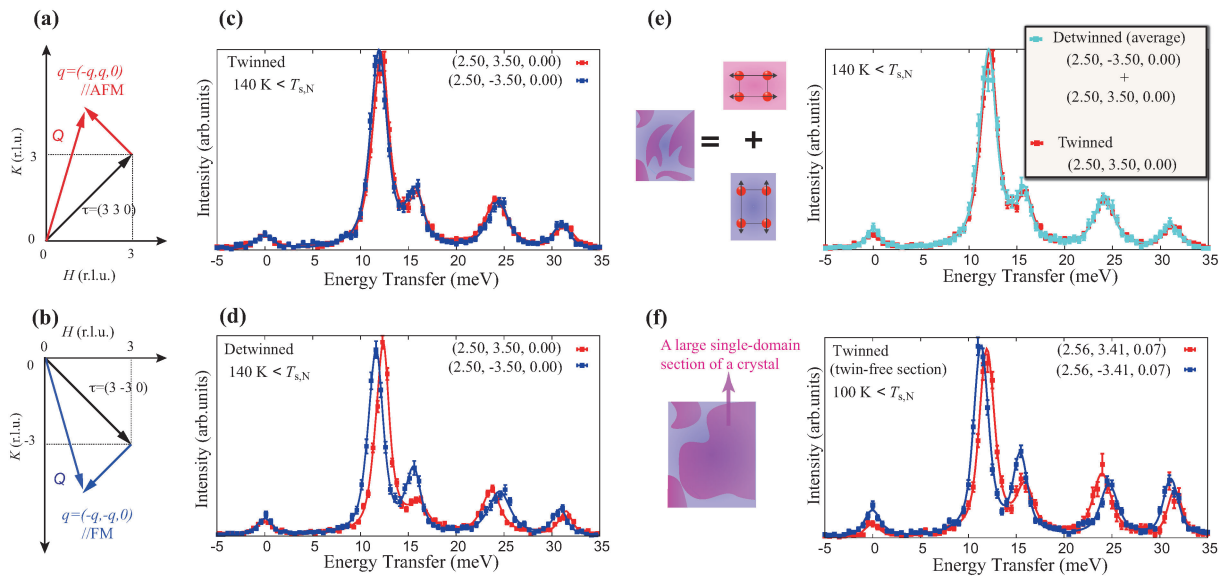 (a)
q=(-q,q,0)
//AFM
Q
K (r.l.u.)
3
τ=(3 3 0)
0
0
3
H (r.l.u.)
(b)
H (r.l.u.)
0
3
0
τ=(3 -3 0)
K (r.l.u.)
-3
Q
q=(-q,-q,0)
//FM
(c)
Twinned
140 K < Ts,N
(2.50, 3.50, 0.00)
(2.50, -3.50, 0.00)
Intensity (arb.units)
-5 0 5 10 15 20 25 30 35
Energy Transfer (meV)
(d)
Detwinned
140 K < Ts,N
(2.50, 3.50, 0.00)
(2.50, -3.50, 0.00)
Intensity (arb.units)
-5 0 5 10 15 20 25 30 35
Energy Transfer (meV)
(e)
=
+
140 K < Ts,N
Detwinned (average)
(2.50, -3.50, 0.00)
+
(2.50, 3.50, 0.00)
Twinned
(2.50, 3.50, 0.00)
Intensity (arb.units)
-5 0 5 10 15 20 25 30 35
Energy Transfer (meV)
(f)
A large single-domain
section of a crystal
Twinned
(twin-free section)
100 K < Ts,N
(2.56, 3.41, 0.07)
(2.56, -3.41, 0.07)
Intensity (arb.units)
-5 0 5 10 15 20 25 30 35
Energy Transfer (meV)